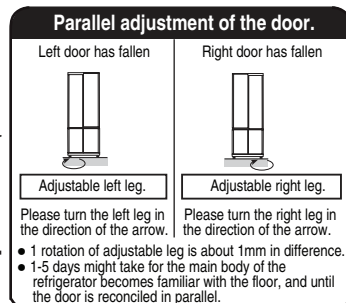 Parallel adjustment of the door.
Left door has fallen
Right door has fallen
Adjustable left leg.
Adjustable right leg.
Please turn the left leg in
the direction of the arrow.
Please turn the right leg in
the direction of the arrow.
● 1 rotation of adjustable leg is about 1mm in difference.
● 1-5 days might take for the main body of the
refrigerator becomes familiar with the floor, and until
the door is reconciled in parallel.